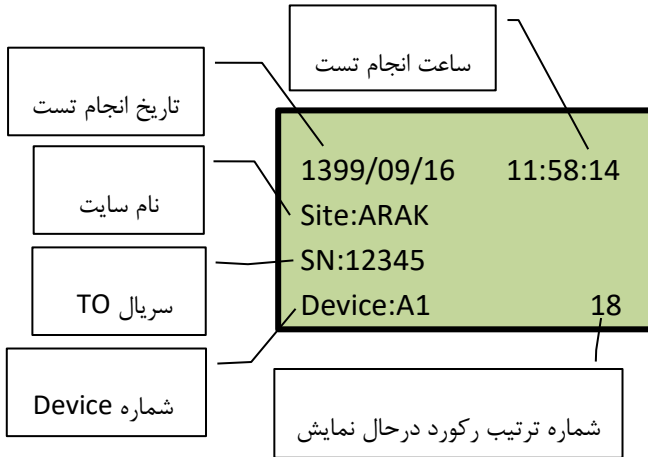 ساعت انجام تست
تاریخ انجام تست
1399/09/16 11:58:14
نام سایت
Site:ARAK
SN:12345
سریال TO
Device:A1 18
شماره Device
شماره ترتیب رکورد درحال نمایش